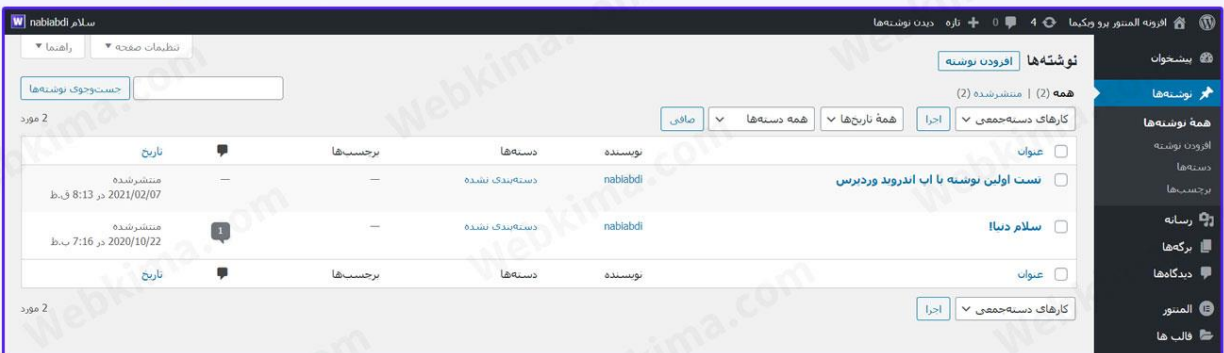 افزونه المنتور پرو وبکیما 4 0 تازه دیدن نوشته‌ها
سلام nabiabdi
پیشخوان
نوشته‌ها
همهٔ نوشته‌ها
افزودن نوشته
دسته‌ها
برچسب‌ها
رسانه
برگه‌ها
دیدگاه‌ها
المنتور
قالب ها
تنظیمات صفحه
راهنما
نوشته‌ها افزودن نوشته
همه (2) | منتشرشده (2)
جست‌وجوی نوشته‌ها
کارهای دسته‌جمعی اجرا همهٔ تاریخ‌ها همه دسته‌ها صافی
2 مورد
عنوان نویسنده دسته‌ها برچسب‌ها تاریخ
تست اولین نوشته با اپ اندروید وردپرس nabiabdi دسته‌بندی نشده — — منتشرشده
2021/02/07 در 8:13 ق.ظ
سلام دنیا! nabiabdi دسته‌بندی نشده — 1 منتشرشده
2020/10/22 در 7:16 ب.ظ
عنوان نویسنده دسته‌ها برچسب‌ها تاریخ
کارهای دسته‌جمعی اجرا
2 مورد
Webkima.com